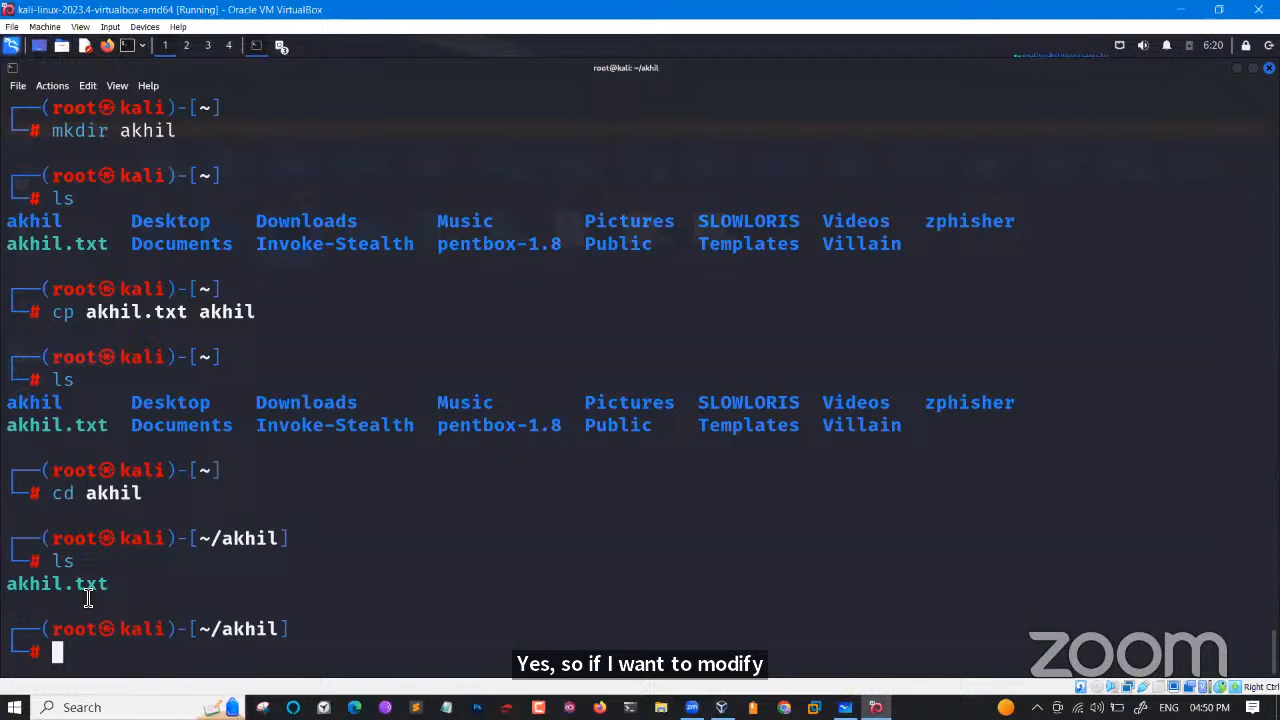 kali-linux-2023.4-virtualbox-amd64 [Running] - Oracle VM VirtualBox
File Machine View Input Devices Help
1 2 3 4 6:20
root@kali: ~/akhil
File Actions Edit View Help
┌──(root㉿kali)-[~]
└─# mkdir akhil
┌──(root㉿kali)-[~]
└─# ls
akhil Desktop Downloads Music Pictures SLOWLORIS Videos zphisher
akhil.txt Documents Invoke-Stealth pentbox-1.8 Public Templates Villain
┌──(root㉿kali)-[~]
└─# cp akhil.txt akhil
┌──(root㉿kali)-[~]
└─# ls
akhil Desktop Downloads Music Pictures SLOWLORIS Videos zphisher
akhil.txt Documents Invoke-Stealth pentbox-1.8 Public Templates Villain
┌──(root㉿kali)-[~]
└─# cd akhil
┌──(root㉿kali)-[~/akhil]
└─# ls
akhil.txt
┌──(root㉿kali)-[~/akhil]
└─#
Yes, so if I want to modify
zoom
Right Ctrl
Search ENG 04:50 PM